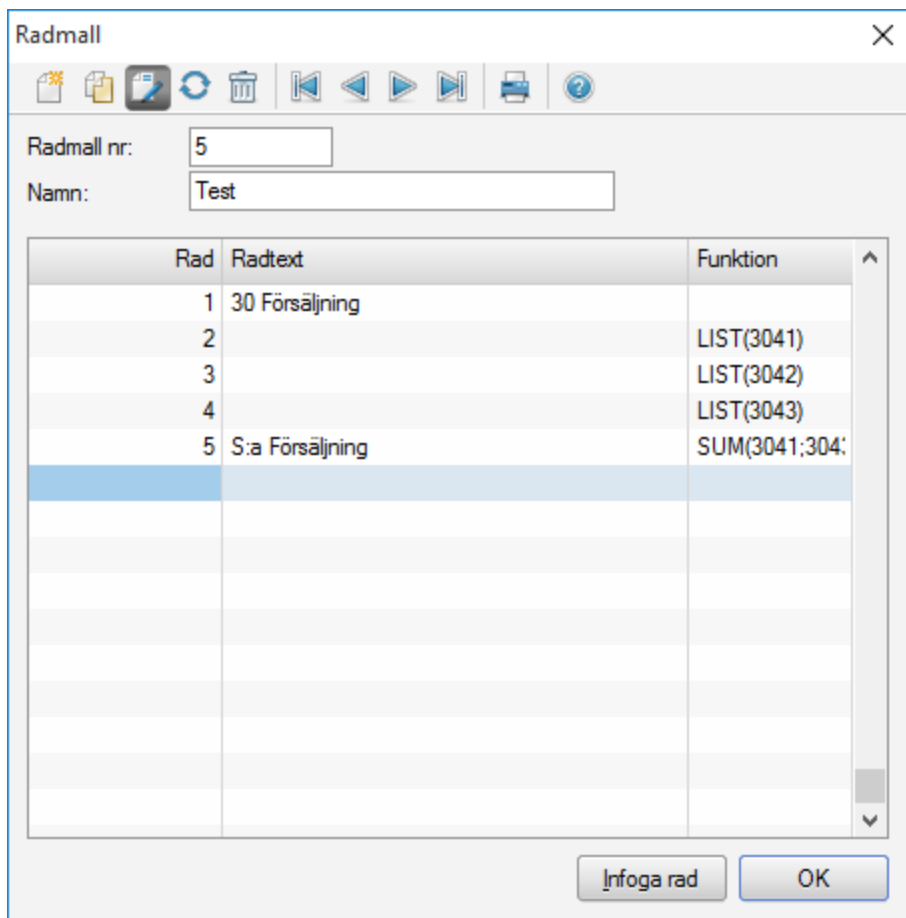 Radmall
Radmall nr: 5
Namn: Test
Rad Radtext Funktion
1 30 Försäljning
2 LIST(3041)
3 LIST(3042)
4 LIST(3043)
5 S:a Försäljning SUM(3041;304
Infoga rad OK